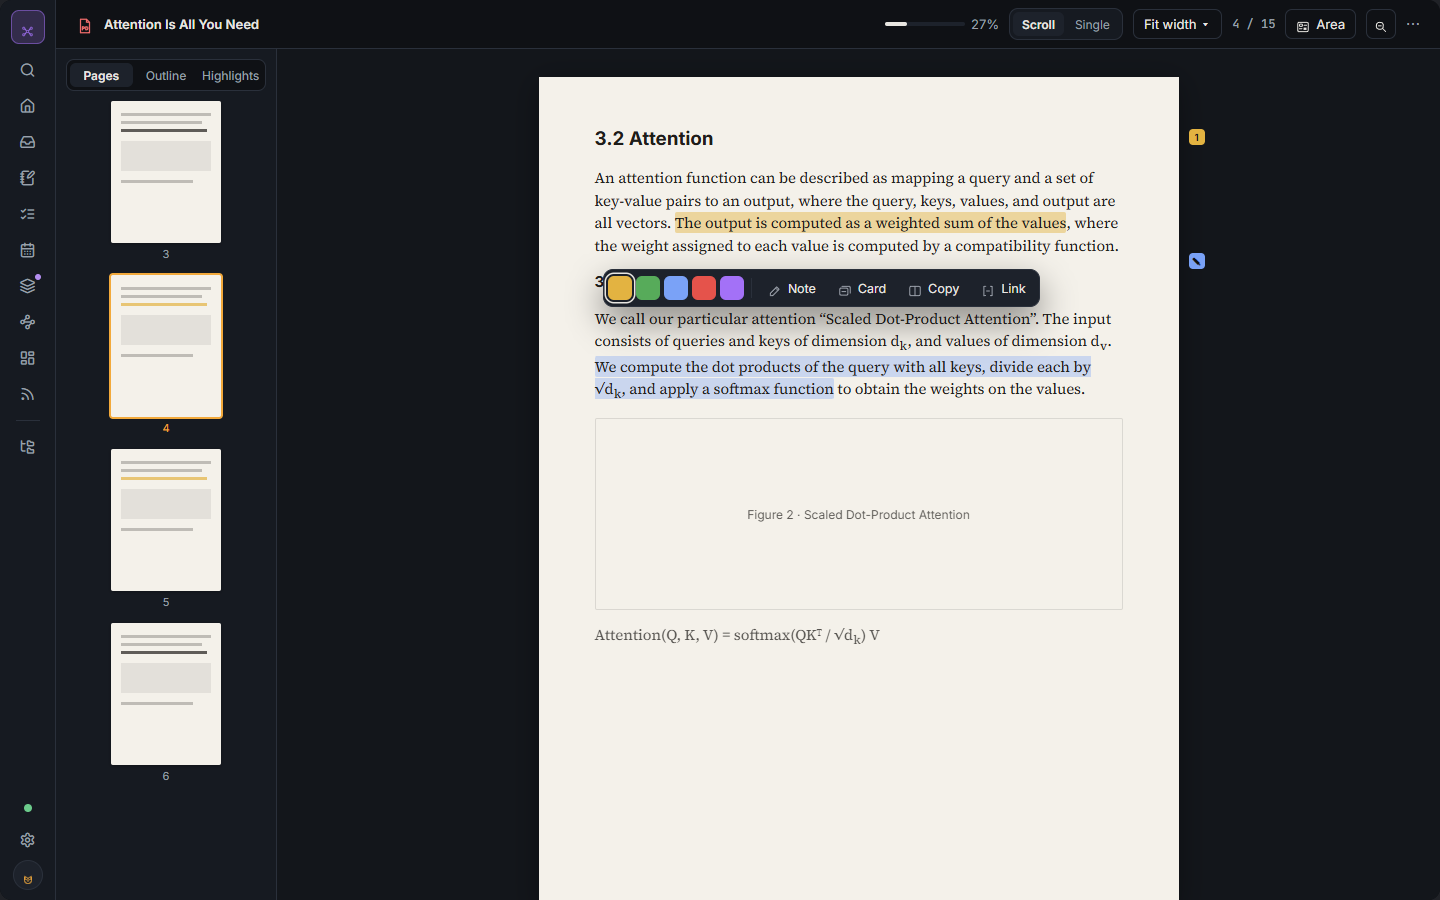 Attention Is All You Need
27%
Scroll
Single
Fit width
4 / 15
Area
Pages
Outline
Highlights
3
4
5
6
3.2 Attention
An attention function can be described as mapping a query and a set of
key-value pairs to an output, where the query, keys, values, and output are
all vectors. The output is computed as a weighted sum of the values, where
the weight assigned to each value is computed by a compatibility function.
3
Note
Card
Copy
Link
We call our particular attention “Scaled Dot-Product Attention”. The input
consists of queries and keys of dimension dk, and values of dimension dv.
We compute the dot products of the query with all keys, divide each by
√dk, and apply a softmax function to obtain the weights on the values.
Figure 2 · Scaled Dot-Product Attention
Attention(Q, K, V) = softmax(QKᵀ / √dk) V
1